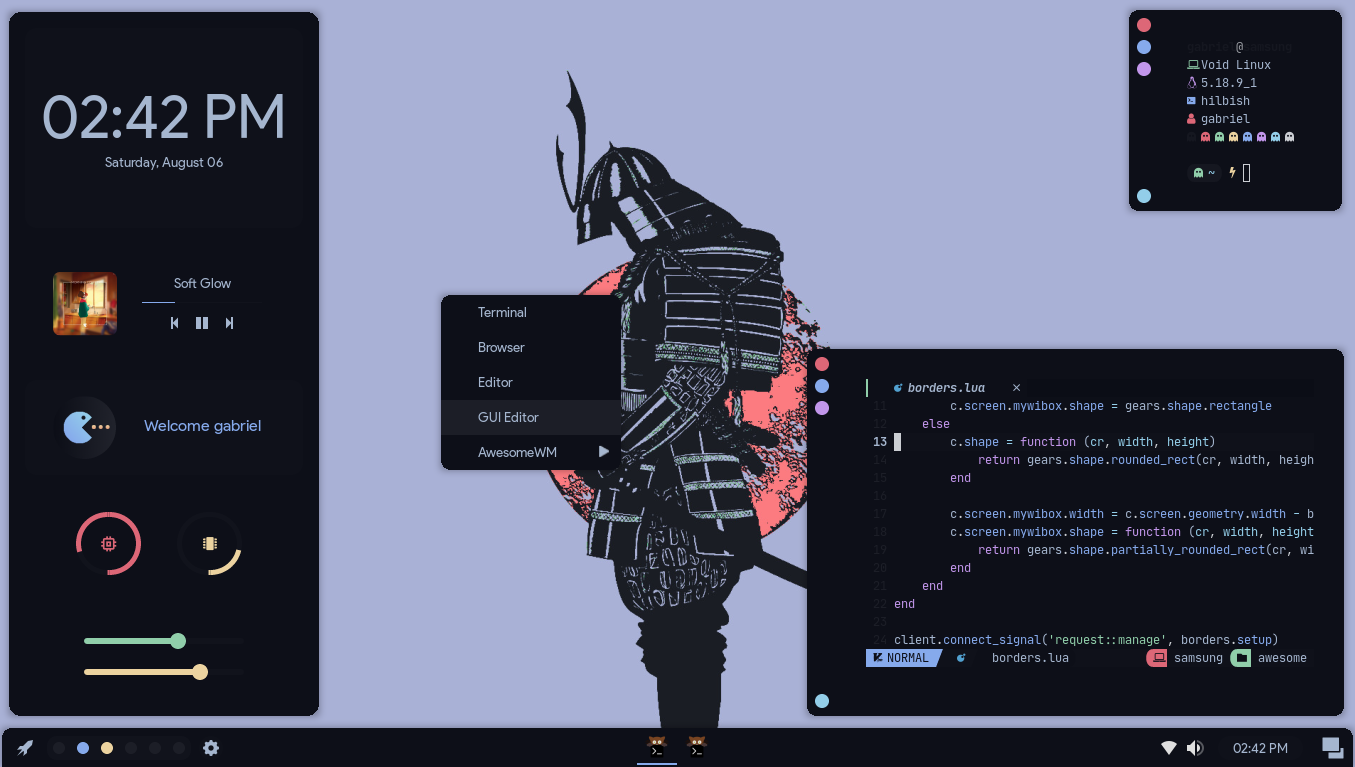 02:42 PM
Saturday, August 06
Soft Glow
Welcome gabriel
Terminal
Browser
Editor
GUI Editor
AwesomeWM
gabriel@samsung
Void Linux
5.18.9_1
hilbish
gabriel
~
borders.lua ×
11 c.screen.mywibox.shape = gears.shape.rectangle
12 else
13 c.shape = function (cr, width, height)
14 return gears.shape.rounded_rect(cr, width, heigh
15 end
16
17 c.screen.mywibox.width = c.screen.geometry.width - b
18 c.screen.mywibox.shape = function (cr, width, height
19 return gears.shape.partially_rounded_rect(cr, wi
20 end
21 end
22 end
23
24 client.connect_signal('request::manage', borders.setup)
NORMAL borders.lua samsung awesome
02:42 PM